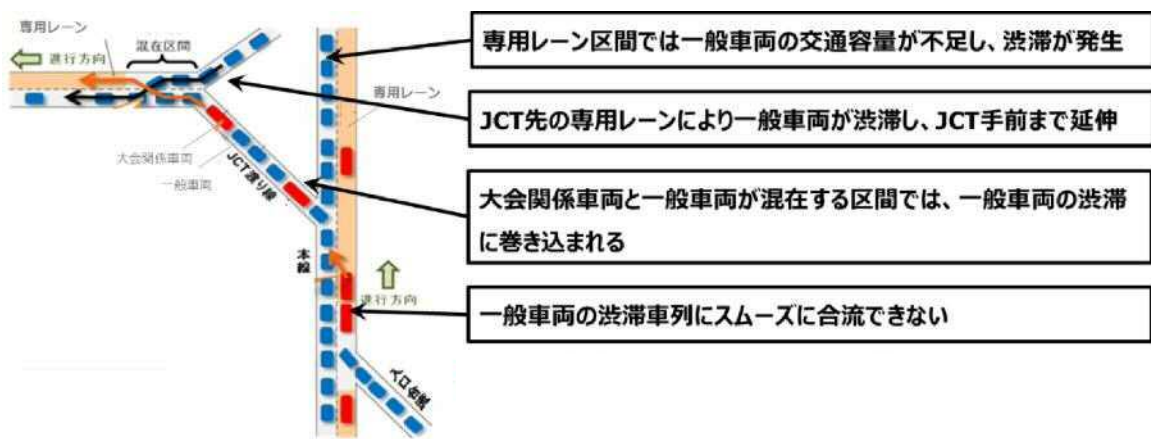 専用レーン
混在区間
進行方向
専用レーン
大会関係車両
一般車両
JCT渡り線
本線
進行方向
入口合流
専用レーン区間では一般車両の交通容量が不足し、渋滞が発生
JCT先の専用レーンにより一般車両が渋滞し、JCT手前まで延伸
大会関係車両と一般車両が混在する区間では、一般車両の渋滞
に巻き込まれる
一般車両の渋滞車列にスムーズに合流できない